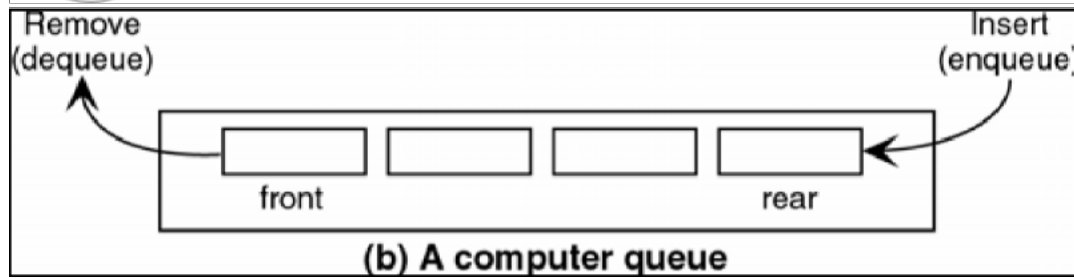 Remove
(dequeue)
Insert
(enqueue)
front
rear
(b) A computer queue